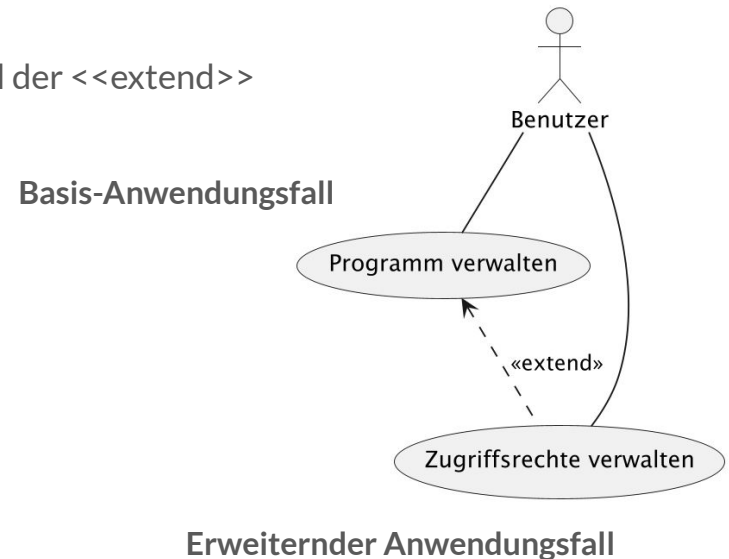 der <<extend>>
Benutzer
Basis-Anwendungsfall
Programm verwalten
«extend»
Zugriffsrechte verwalten
Erweiternder Anwendungsfall